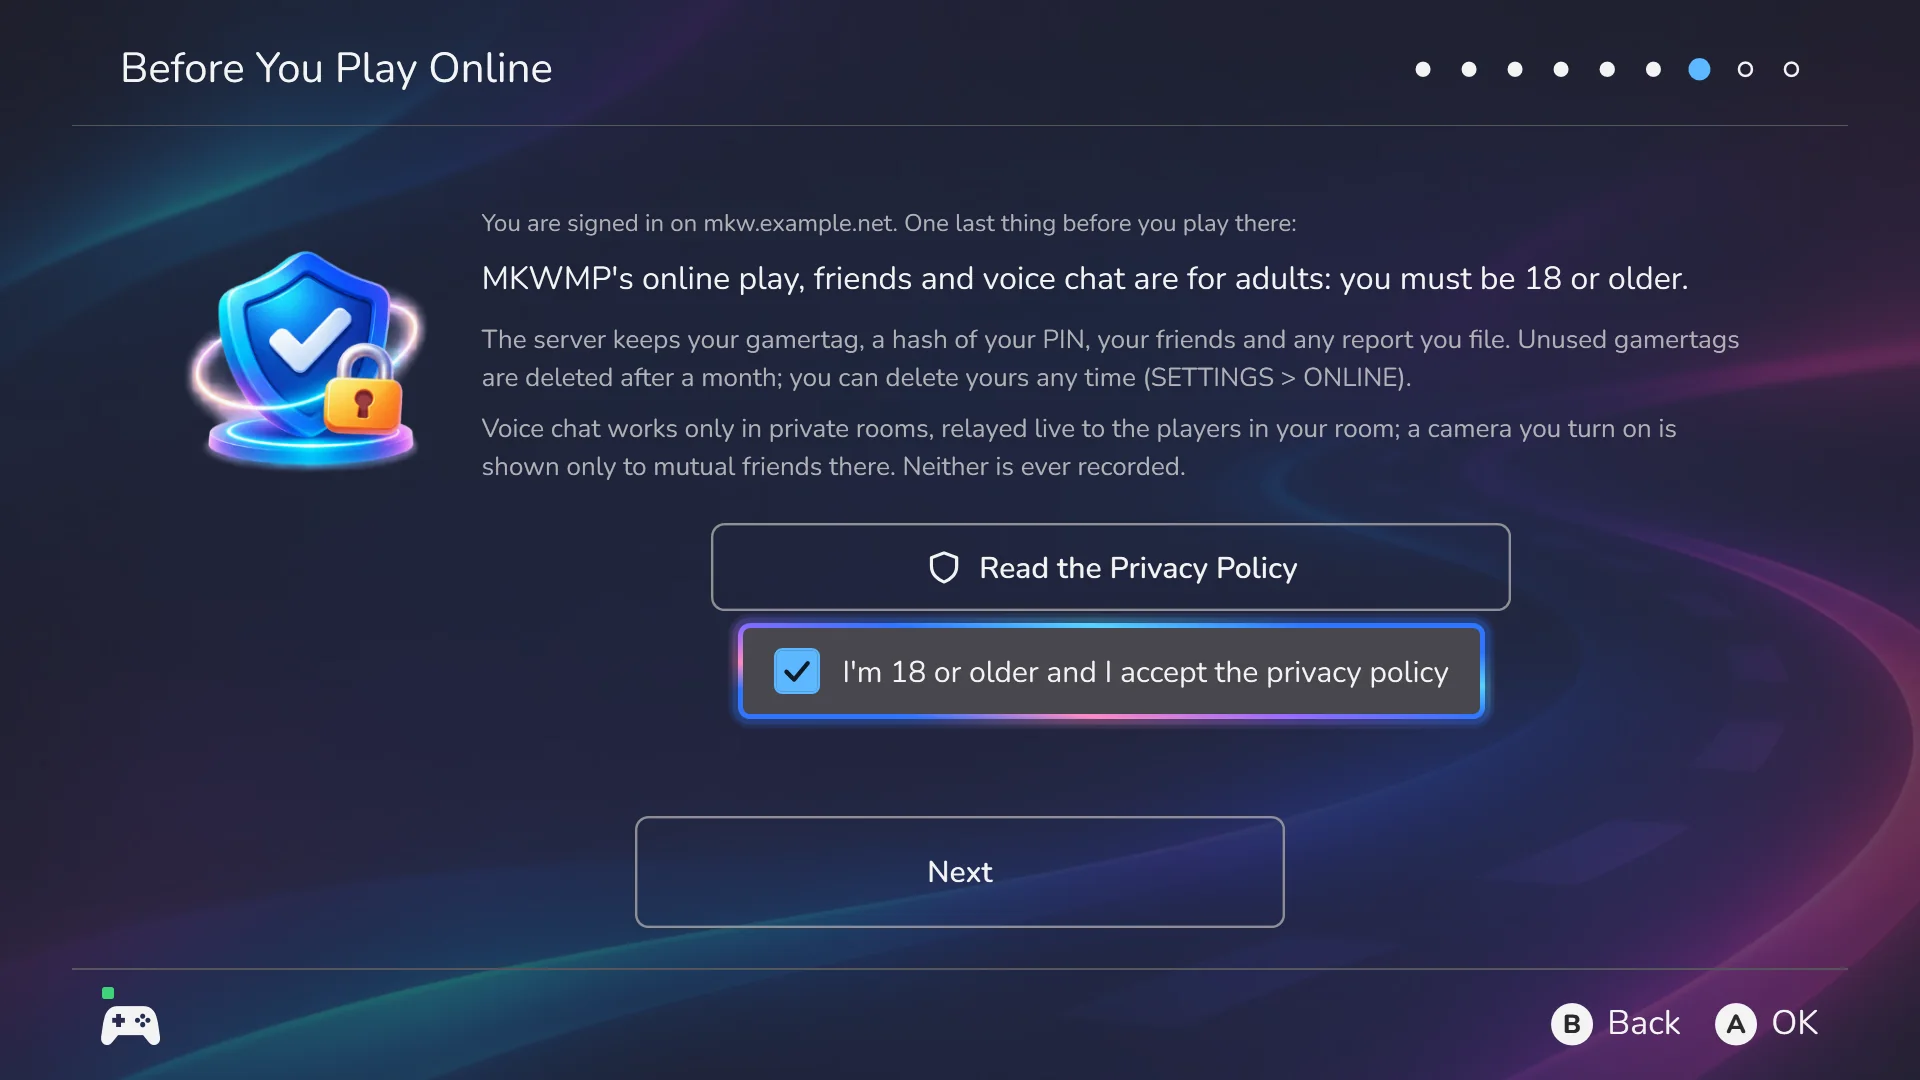 Before You Play Online
You are signed in on mkw.example.net. One last thing before you play there:
MKWMP's online play, friends and voice chat are for adults: you must be 18 or older.
The server keeps your gamertag, a hash of your PIN, your friends and any report you file. Unused gamertags
are deleted after a month; you can delete yours any time (SETTINGS > ONLINE).
Voice chat works only in private rooms, relayed live to the players in your room; a camera you turn on is
shown only to mutual friends there. Neither is ever recorded.
Read the Privacy Policy
I'm 18 or older and I accept the privacy policy
Next
B Back A OK